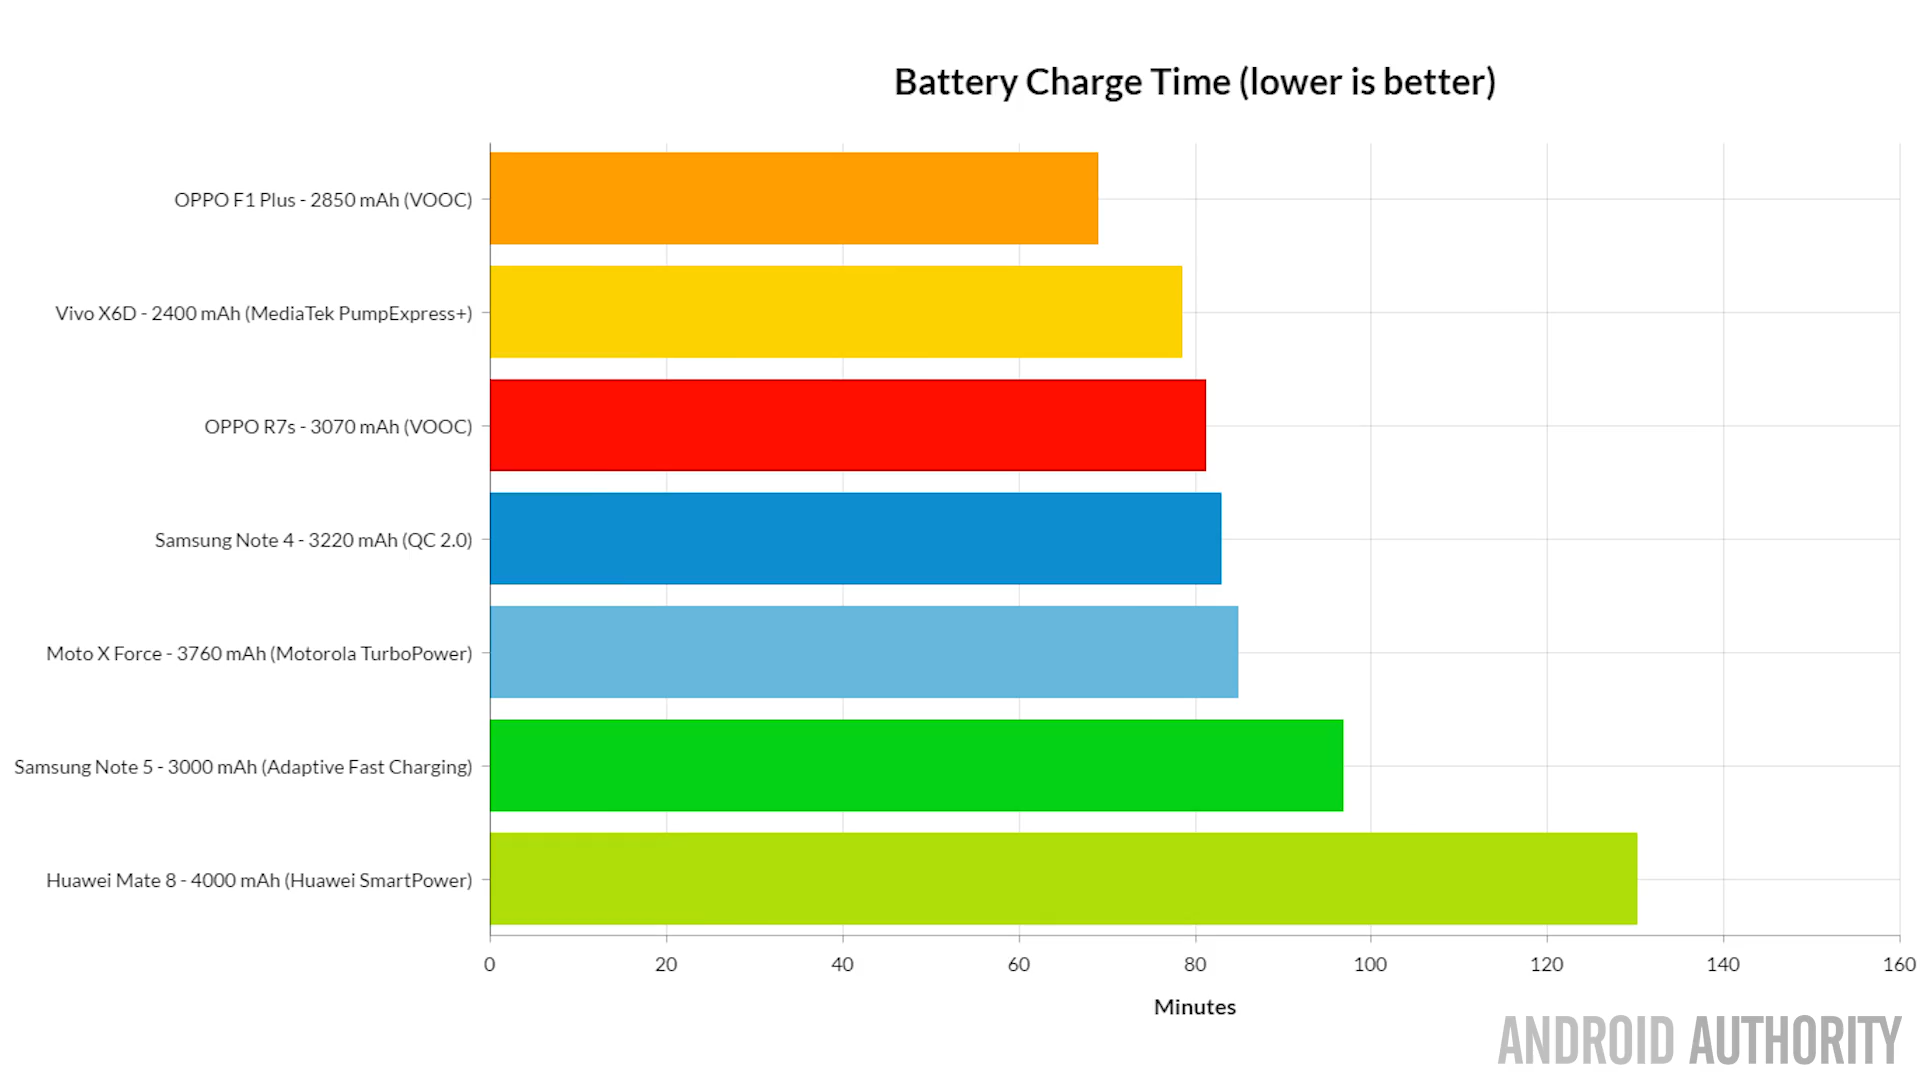 Battery Charge Time (lower is better)
OPPO F1 Plus - 2850 mAh (VOOC)
Vivo X6D - 2400 mAh (MediaTek PumpExpress+)
OPPO R7s - 3070 mAh (VOOC)
Samsung Note 4 - 3220 mAh (QC 2.0)
Moto X Force - 3760 mAh (Motorola TurboPower)
Samsung Note 5 - 3000 mAh (Adaptive Fast Charging)
Huawei Mate 8 - 4000 mAh (Huawei SmartPower)
0 20 40 60 80 100 120 140 160
Minutes
ANDROID AUTHORITY